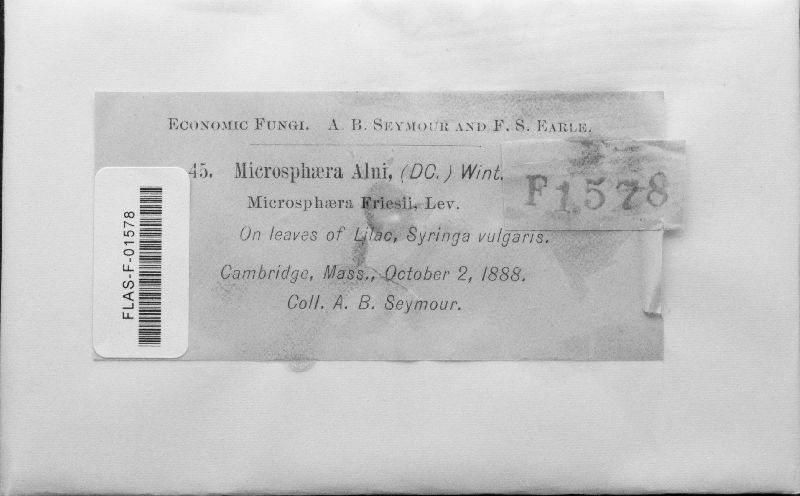 Economic Fungi. A. B. Seymour and F. S. Earle.
45. Microsphæra Alni, (DC.) Wint.
F1578
Microsphæra Friesii, Lev.
On leaves of Lilac, Syringa vulgaris.
Cambridge, Mass., October 2, 1888.
Coll. A. B. Seymour.
FLAS-F-01578